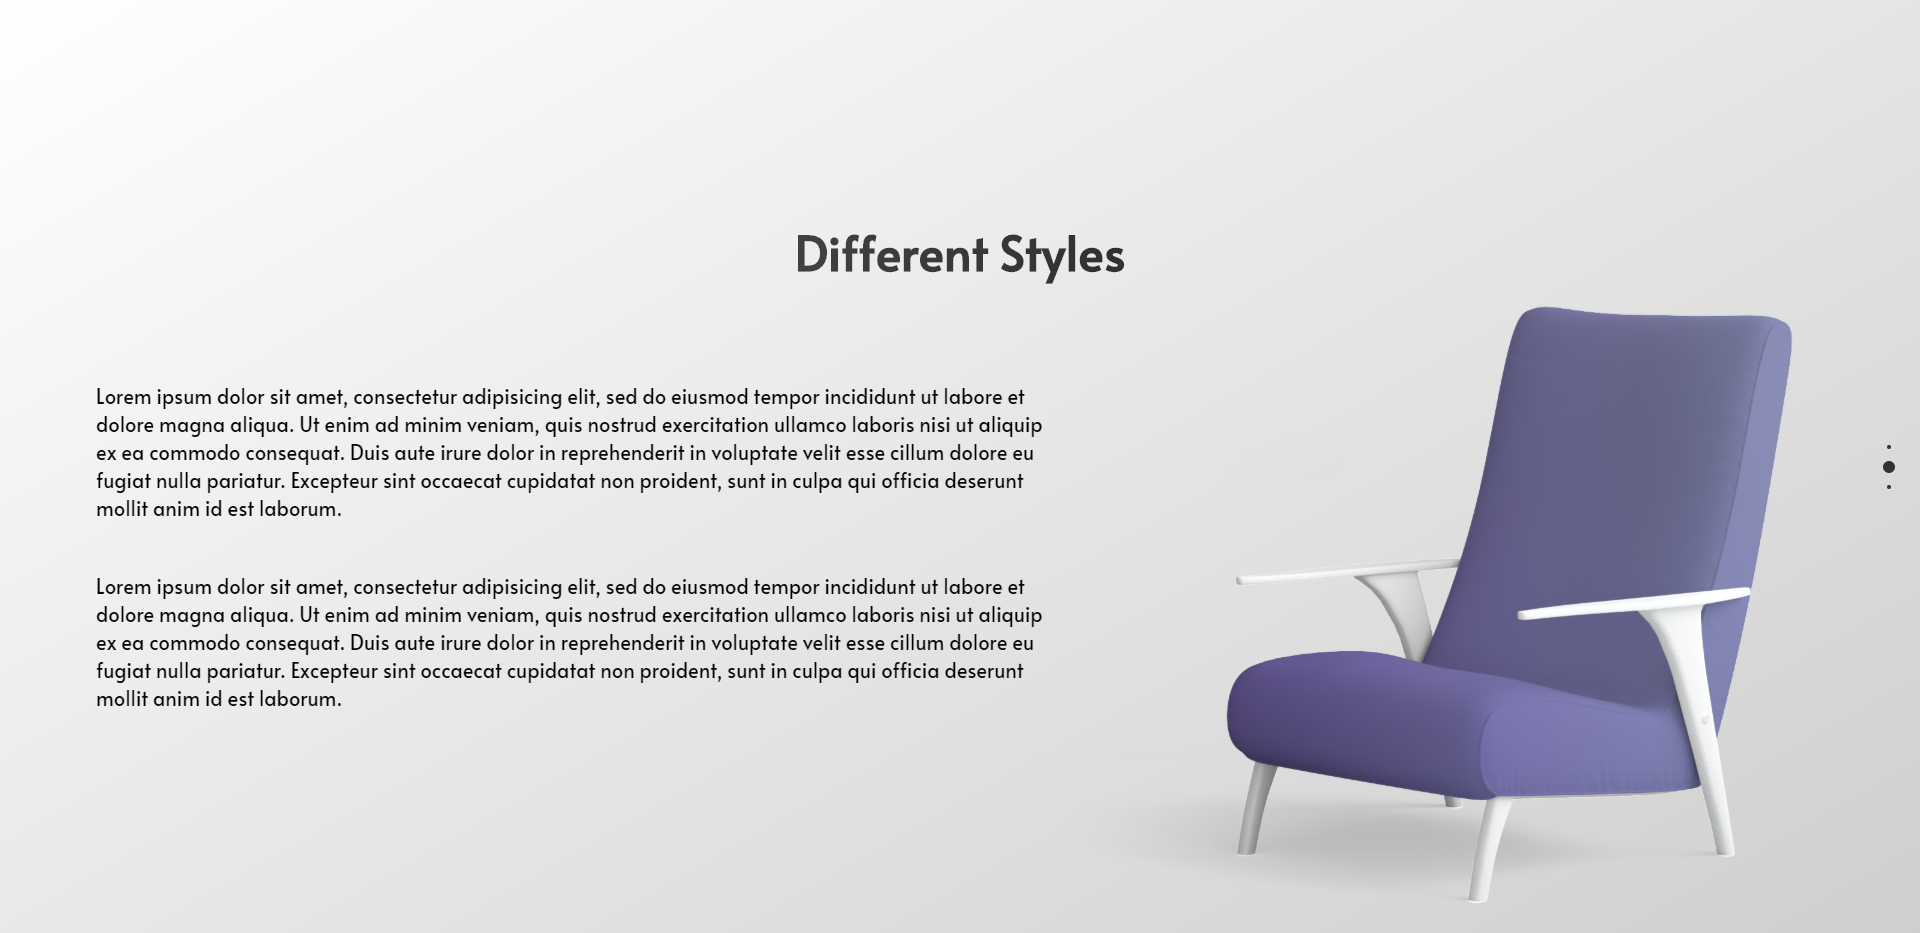 Different Styles
Lorem ipsum dolor sit amet, consectetur adipisicing elit, sed do eiusmod tempor incididunt ut labore et
dolore magna aliqua. Ut enim ad minim veniam, quis nostrud exercitation ullamco laboris nisi ut aliquip
ex ea commodo consequat. Duis aute irure dolor in reprehenderit in voluptate velit esse cillum dolore eu
fugiat nulla pariatur. Excepteur sint occaecat cupidatat non proident, sunt in culpa qui officia deserunt
mollit anim id est laborum.
Lorem ipsum dolor sit amet, consectetur adipisicing elit, sed do eiusmod tempor incididunt ut labore et
dolore magna aliqua. Ut enim ad minim veniam, quis nostrud exercitation ullamco laboris nisi ut aliquip
ex ea commodo consequat. Duis aute irure dolor in reprehenderit in voluptate velit esse cillum dolore eu
fugiat nulla pariatur. Excepteur sint occaecat cupidatat non proident, sunt in culpa qui officia deserunt
mollit anim id est laborum.